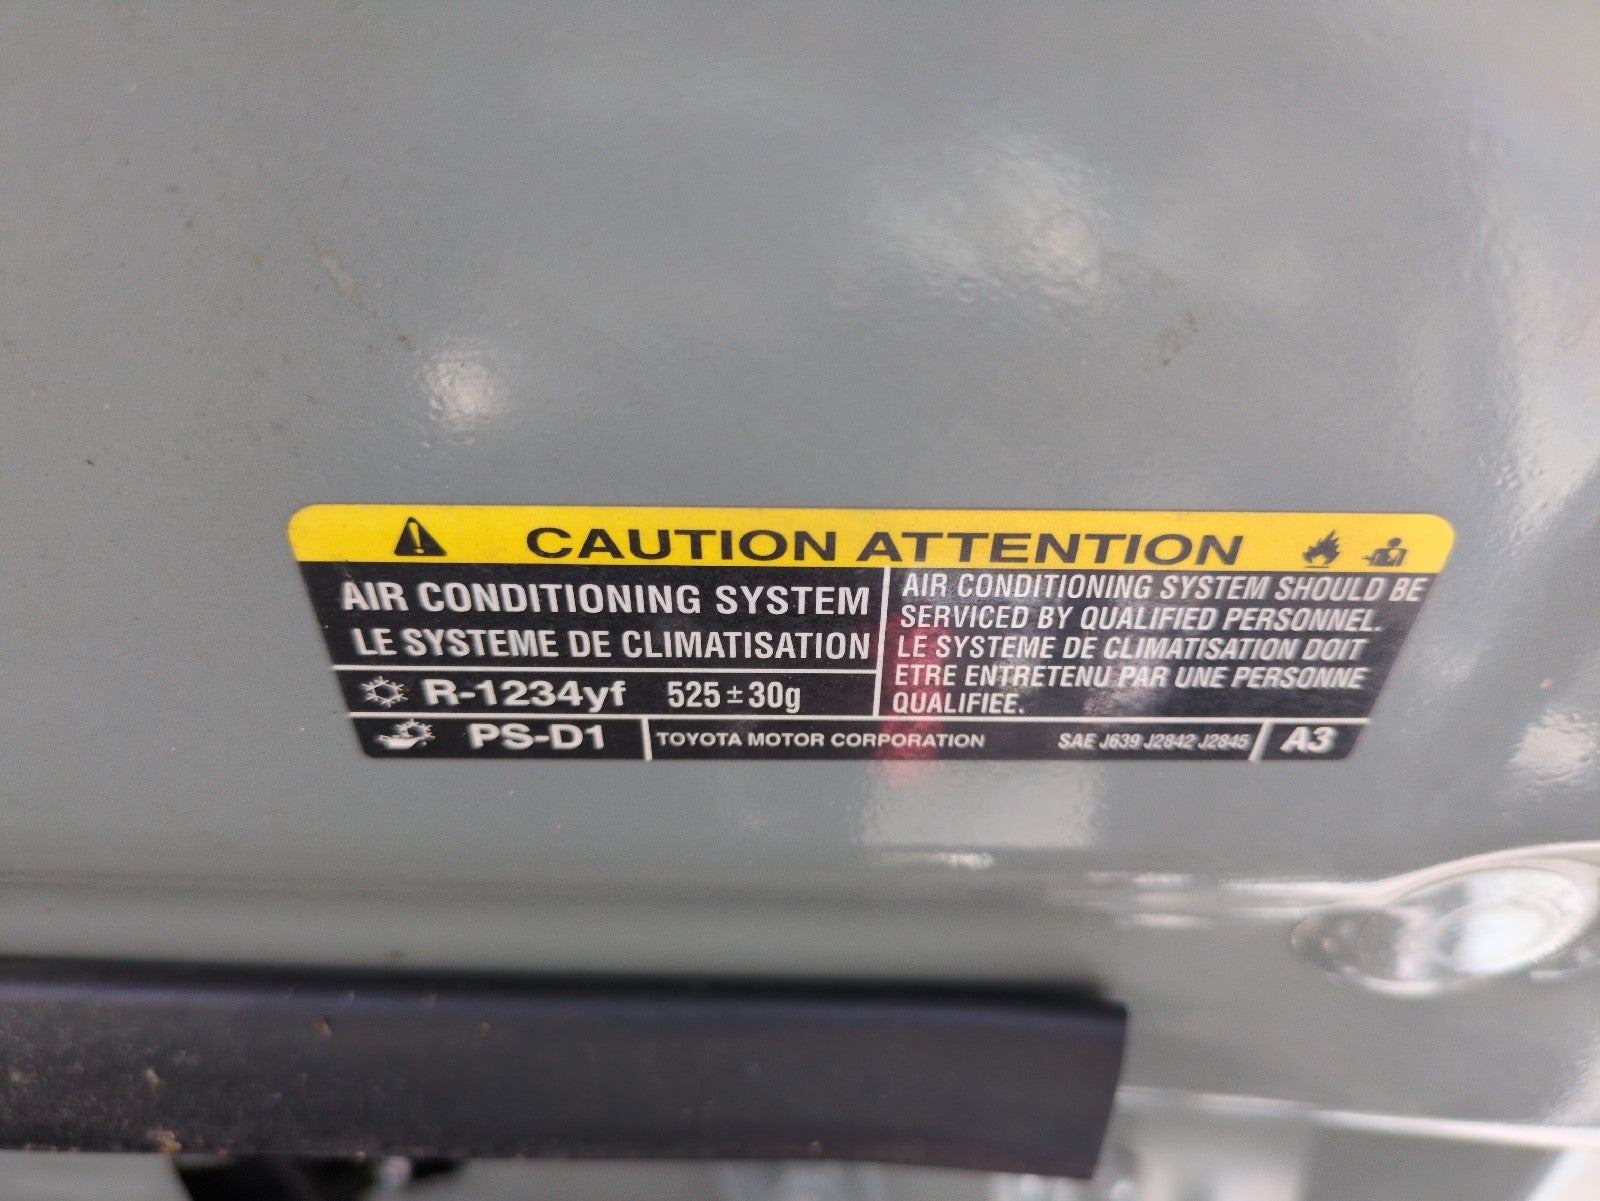 CAUTION ATTENTION
AIR CONDITIONING SYSTEM
LE SYSTEME DE CLIMATISATION
R-1234yf 525±30g
AIR CONDITIONING SYSTEM SHOULD BE
SERVICED BY QUALIFIED PERSONNEL.
LE SYSTEME DE CLIMATISATION DOIT
ETRE ENTRETENU PAR UNE PERSONNE
QUALIFIEE.
PS-D1 TOYOTA MOTOR CORPORATION SAE J639 J2842 J2845 A3